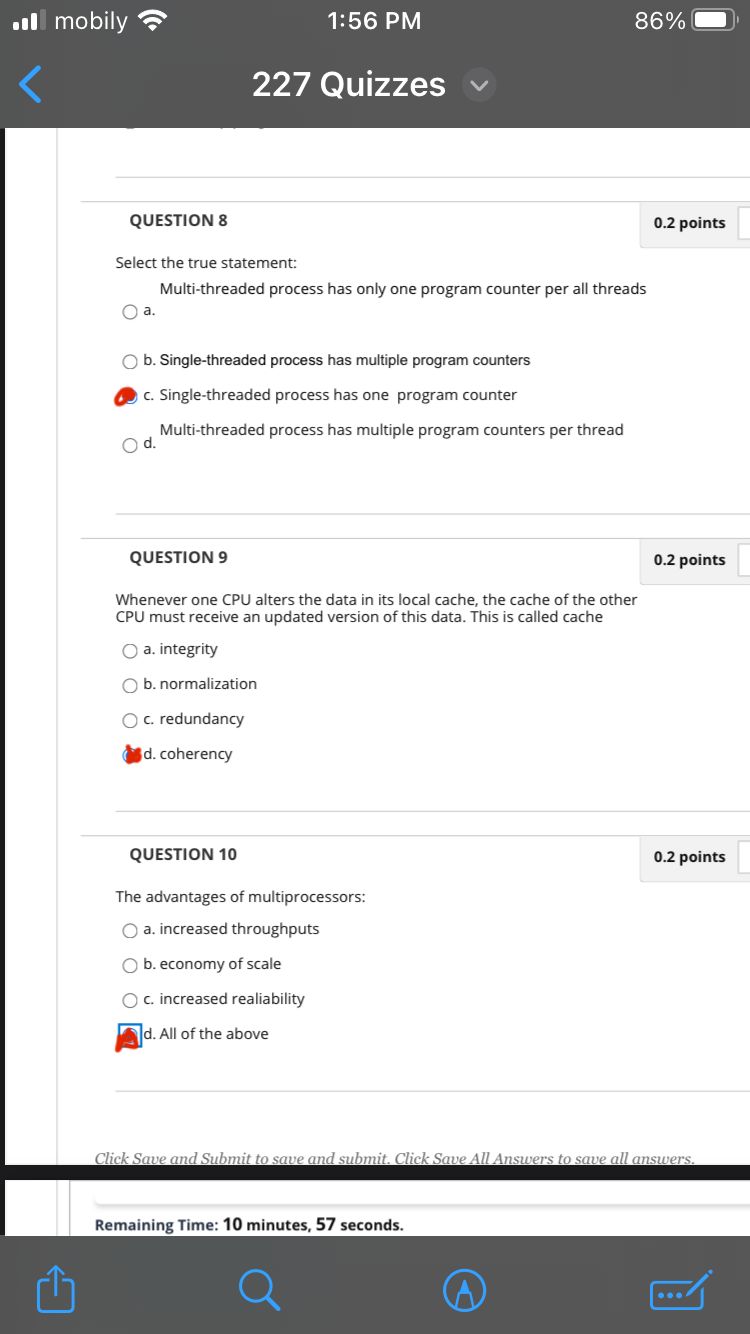 mobily 1:56 PM 86%
227 Quizzes
QUESTION 8
0.2 points
Select the true statement:
Multi-threaded process has only one program counter per all threads
a.
b. Single-threaded process has multiple program counters
c. Single-threaded process has one program counter
Multi-threaded process has multiple program counters per thread
d.
QUESTION 9
0.2 points
Whenever one CPU alters the data in its local cache, the cache of the other
CPU must receive an updated version of this data. This is called cache
a. integrity
b. normalization
c. redundancy
d. coherency
QUESTION 10
0.2 points
The advantages of multiprocessors:
a. increased throughputs
b. economy of scale
c. increased realiability
d. All of the above
Click Save and Submit to save and submit. Click Save All Answers to save all answers.
Remaining Time: 10 minutes, 57 seconds.